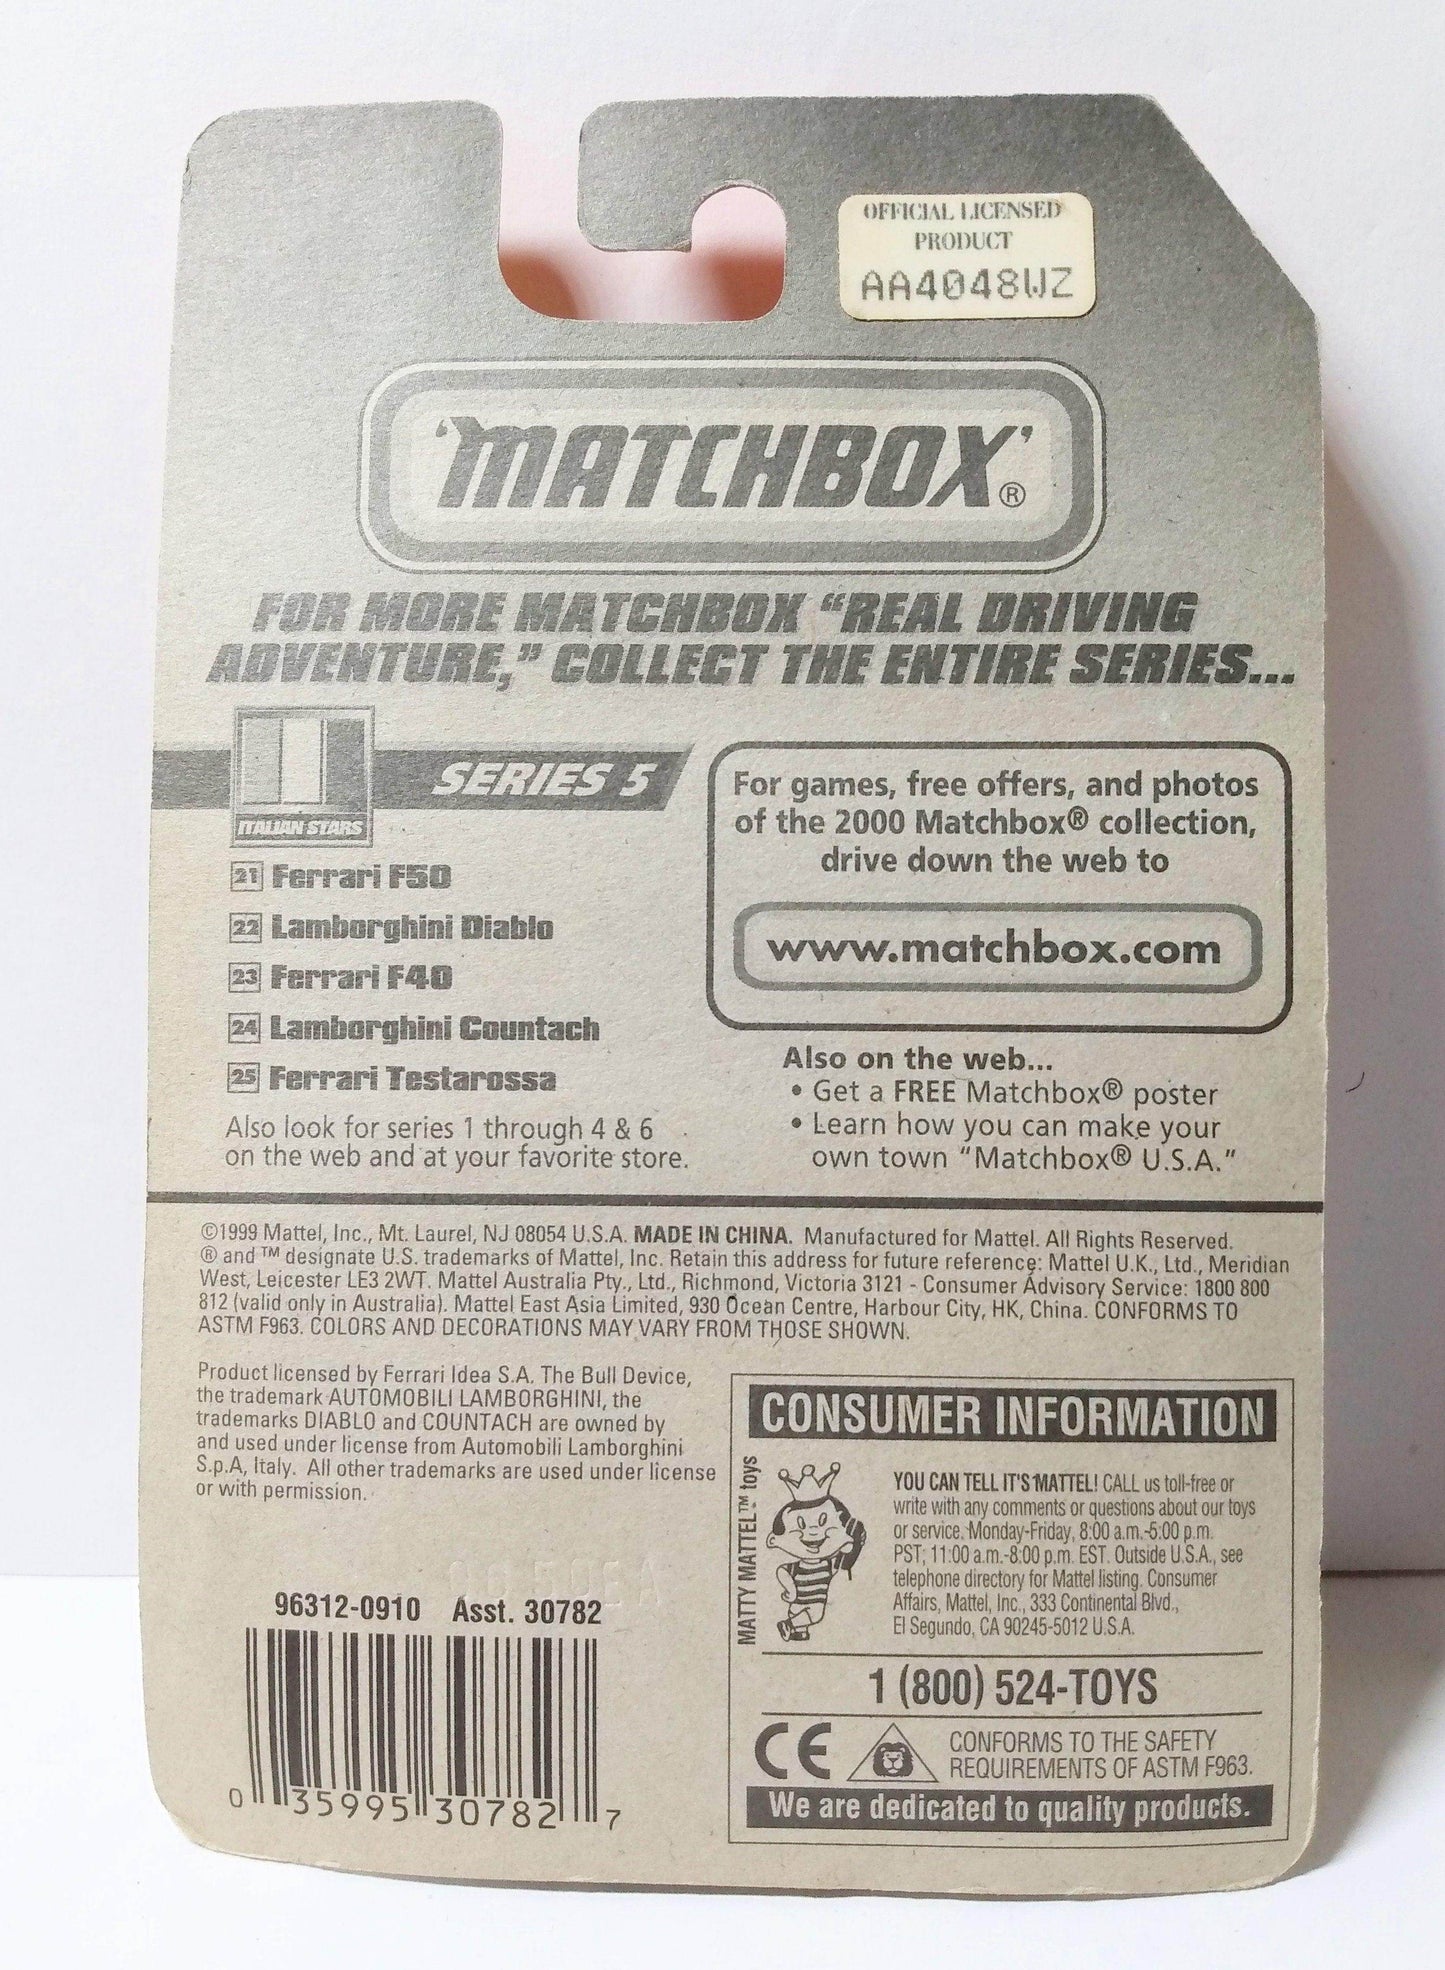 OFFICIAL LICENSED
PRODUCT
AA4048WZ
'MATCHBOX'®
FOR MORE MATCHBOX "REAL DRIVING
ADVENTURE," COLLECT THE ENTIRE SERIES...
SERIES 5
ITALIAN STARS
21 Ferrari F50
22 Lamborghini Diablo
23 Ferrari F40
24 Lamborghini Countach
25 Ferrari Testarossa
Also look for series 1 through 4 & 6
on the web and at your favorite store.
For games, free offers, and photos
of the 2000 Matchbox® collection,
drive down the web to
www.matchbox.com
Also on the web...
• Get a FREE Matchbox® poster
• Learn how you can make your
own town "Matchbox® U.S.A."
©1999 Mattel, Inc., Mt. Laurel, NJ 08054 U.S.A. MADE IN CHINA. Manufactured for Mattel. All Rights Reserved.
® and ™ designate U.S. trademarks of Mattel, Inc. Retain this address for future reference: Mattel U.K., Ltd., Meridian
West, Leicester LE3 2WT. Mattel Australia Pty., Ltd., Richmond, Victoria 3121 - Consumer Advisory Service: 1800 800
812 (valid only in Australia). Mattel East Asia Limited, 930 Ocean Centre, Harbour City, HK, China. CONFORMS TO
ASTM F963. COLORS AND DECORATIONS MAY VARY FROM THOSE SHOWN.
Product licensed by Ferrari Idea S.A. The Bull Device,
the trademark AUTOMOBILI LAMBORGHINI, the
trademarks DIABLO and COUNTACH are owned by
and used under license from Automobili Lamborghini
S.p.A, Italy. All other trademarks are used under license
or with permission.
96312-0910 Asst. 30782
0 35995 30782 7
CONSUMER INFORMATION
MATTY MATTEL™ toys
YOU CAN TELL IT'S MATTEL! CALL us toll-free or
write with any comments or questions about our toys
or service. Monday-Friday, 8:00 a.m.-5:00 p.m.
PST; 11:00 a.m.-8:00 p.m. EST. Outside U.S.A., see
telephone directory for Mattel listing. Consumer
Affairs, Mattel, Inc., 333 Continental Blvd.,
El Segundo, CA 90245-5012 U.S.A.
1 (800) 524-TOYS
CE
CONFORMS TO THE SAFETY
REQUIREMENTS OF ASTM F963.
We are dedicated to quality products.